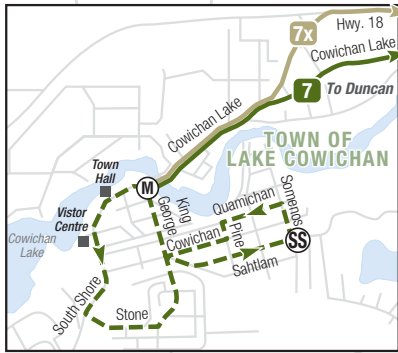 7x
Hwy. 18
Cowichan Lake
Cowichan Lake
7
To Duncan
TOWN OF
LAKE COWICHAN
Town
Hall
M
Vistor
Centre
Cowichan
Lake
King
George
Quamichan
Somenos
Cowichan
Pine
SS
Sahtlam
South Shore
Stone